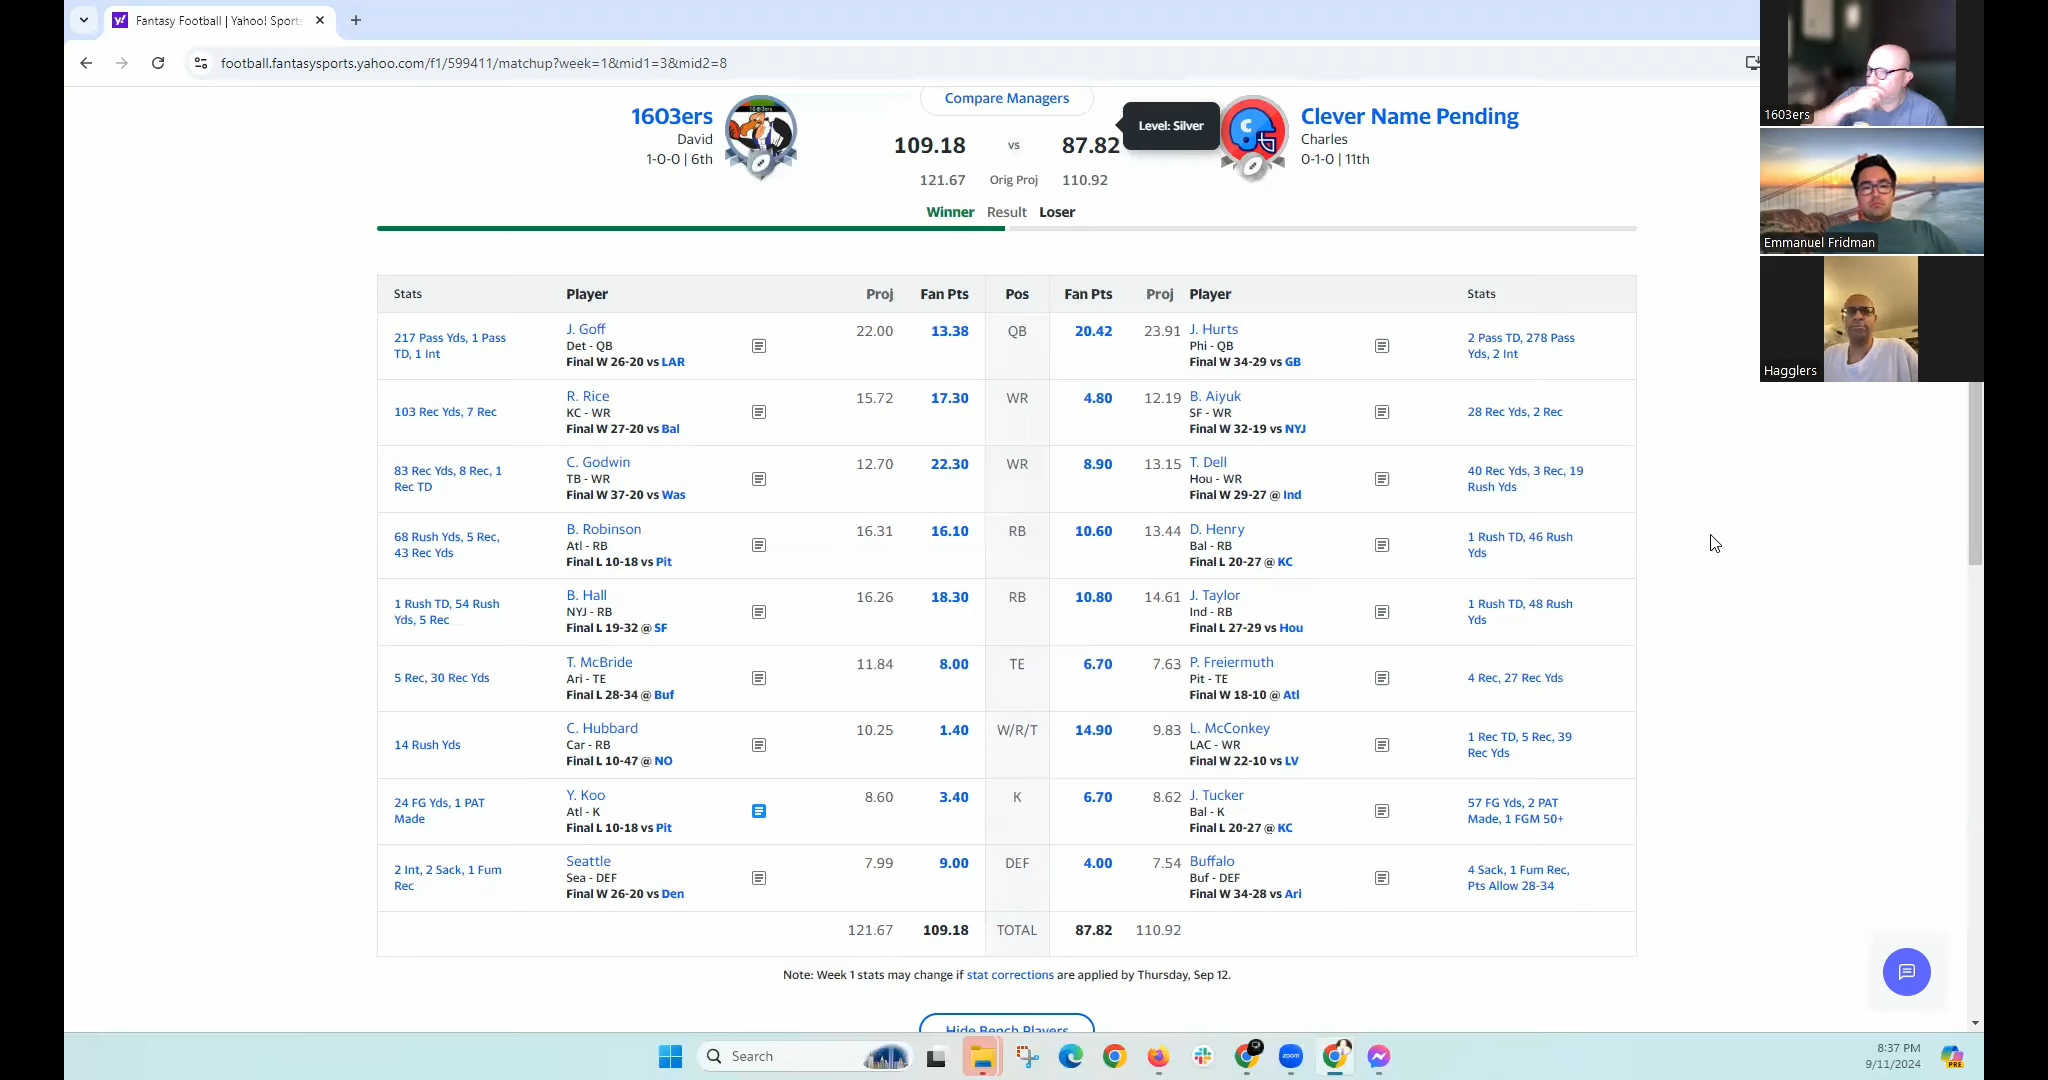 Fantasy Football | Yahoo! Sports
football.fantasysports.yahoo.com/f1/599411/matchup?week=1&mid1=3&mid2=8
Compare Managers
1603ers
David
1-0-0 | 6th
109.18 vs 87.82
121.67 Orig Proj 110.92
Level: Silver
Clever Name Pending
Charles
0-1-0 | 11th
Winner Result Loser
1603ers
Emmanuel Fridman
Hagglers
Stats Player Proj Fan Pts Pos Fan Pts Proj Player Stats
217 Pass Yds, 1 Pass
TD, 1 Int
J. Goff
Det - QB
Final W 26-20 vs LAR
22.00 13.38 QB 20.42 23.91
J. Hurts
Phi - QB
Final W 34-29 vs GB
2 Pass TD, 278 Pass
Yds, 2 Int
103 Rec Yds, 7 Rec
R. Rice
KC - WR
Final W 27-20 vs Bal
15.72 17.30 WR 4.80 12.19
B. Aiyuk
SF - WR
Final W 32-19 vs NYJ
28 Rec Yds, 2 Rec
83 Rec Yds, 8 Rec, 1
Rec TD
C. Godwin
TB - WR
Final W 37-20 vs Was
12.70 22.30 WR 8.90 13.15
T. Dell
Hou - WR
Final W 29-27 @ Ind
40 Rec Yds, 3 Rec, 19
Rush Yds
68 Rush Yds, 5 Rec,
43 Rec Yds
B. Robinson
Atl - RB
Final L 10-18 vs Pit
16.31 16.10 RB 10.60 13.44
D. Henry
Bal - RB
Final L 20-27 @ KC
1 Rush TD, 46 Rush
Yds
1 Rush TD, 54 Rush
Yds, 5 Rec
B. Hall
NYJ - RB
Final L 19-32 @ SF
16.26 18.30 RB 10.80 14.61
J. Taylor
Ind - RB
Final L 27-29 vs Hou
1 Rush TD, 48 Rush
Yds
5 Rec, 30 Rec Yds
T. McBride
Ari - TE
Final L 28-34 @ Buf
11.84 8.00 TE 6.70 7.63
P. Freiermuth
Pit - TE
Final W 18-10 @ Atl
4 Rec, 27 Rec Yds
14 Rush Yds
C. Hubbard
Car - RB
Final L 10-47 @ NO
10.25 1.40 W/R/T 14.90 9.83
L. McConkey
LAC - WR
Final W 22-10 vs LV
1 Rec TD, 5 Rec, 39
Rec Yds
24 FG Yds, 1 PAT
Made
Y. Koo
Atl - K
Final L 10-18 vs Pit
8.60 3.40 K 6.70 8.62
J. Tucker
Bal - K
Final L 20-27 @ KC
57 FG Yds, 2 PAT
Made, 1 FGM 50+
2 Int, 2 Sack, 1 Fum
Rec
Seattle
Sea - DEF
Final W 26-20 vs Den
7.99 9.00 DEF 4.00 7.54
Buffalo
Buf - DEF
Final W 34-28 vs Ari
4 Sack, 1 Fum Rec,
Pts Allow 28-34
121.67 109.18 TOTAL 87.82 110.92
Note: Week 1 stats may change if stat corrections are applied by Thursday, Sep 12.
Hide Bench Players
Search
zoom
8:37 PM
9/11/2024
PRE